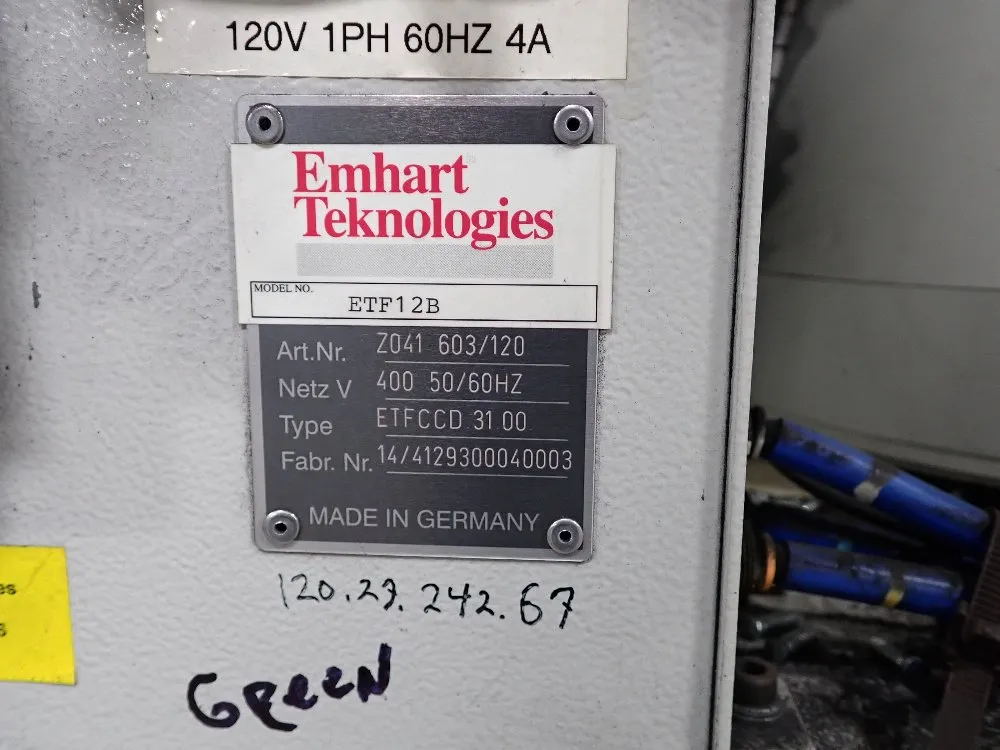 120V 1PH 60HZ 4A
Emhart
Teknologies
MODEL NO. ETF12B
Art.Nr. Z041 603/120
Netz V 400 50/60HZ
Type ETFCCD 31 00
Fabr. Nr. 14/4129300040003
MADE IN GERMANY
120.27.242.67
GReeN